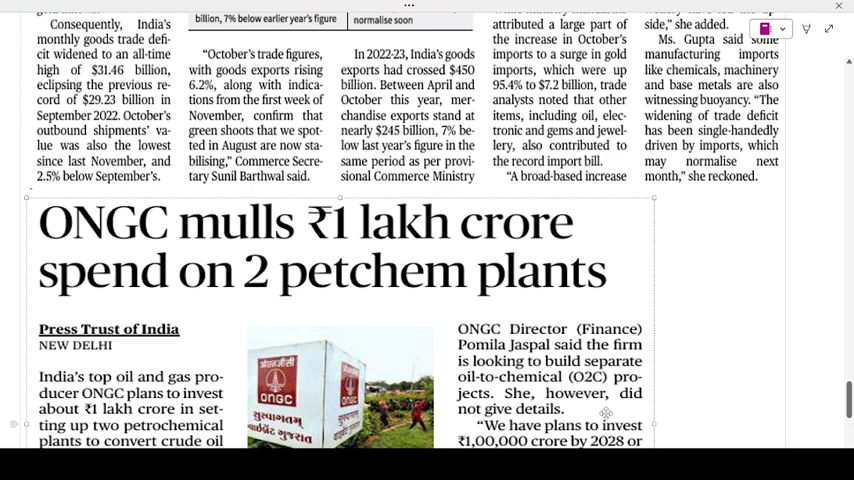 Consequently, India's
monthly goods trade defi-
cit widened to an all-time
high of $31.46 billion,
eclipsing the previous re-
cord of $29.23 billion in
September 2022. October's
outbound shipments' va-
lue was also the lowest
since last November, and
2.5% below September's.
billion, 7% below earlier year's figure
normalise soon
"October's trade figures,
with goods exports rising
6.2%, along with indica-
tions from the first week of
November, confirm that
green shoots that we spot-
ted in August are now sta-
bilising," Commerce Secre-
tary Sunil Barthwal said.
In 2022-23, India's goods
exports had crossed $450
billion. Between April and
October this year, mer-
chandise exports stand at
nearly $245 billion, 7% be-
low last year's figure in the
same period as per provi-
sional Commerce Ministry
attributed a large part of
the increase in October's
imports to a surge in gold
imports, which were up
95.4% to $7.2 billion, trade
analysts noted that other
items, including oil, elec-
tronic and gems and jewel-
lery, also contributed to
the record import bill.
"A broad-based increase
side," she added.
Ms. Gupta said some
manufacturing imports
like chemicals, machinery
and base metals are also
witnessing buoyancy. "The
widening of trade deficit
has been single-handedly
driven by imports, which
may normalise next
month," she reckoned.
ONGC mulls ₹1 lakh crore
spend on 2 petchem plants
Press Trust of India
NEW DELHI
India's top oil and gas pro-
ducer ONGC plans to invest
about ₹1 lakh crore in set-
ting up two petrochemical
plants to convert crude oil
ओएनजीसी
ongc
સુસ્વાગતમ્
વાઈબ્રન્ટ ગુજરાત
ongc
ONGC Director (Finance)
Pomila Jaspal said the firm
is looking to build separate
oil-to-chemical (O2C) pro-
jects. She, however, did
not give details.
"We have plans to invest
₹1,00,000 crore by 2028 or